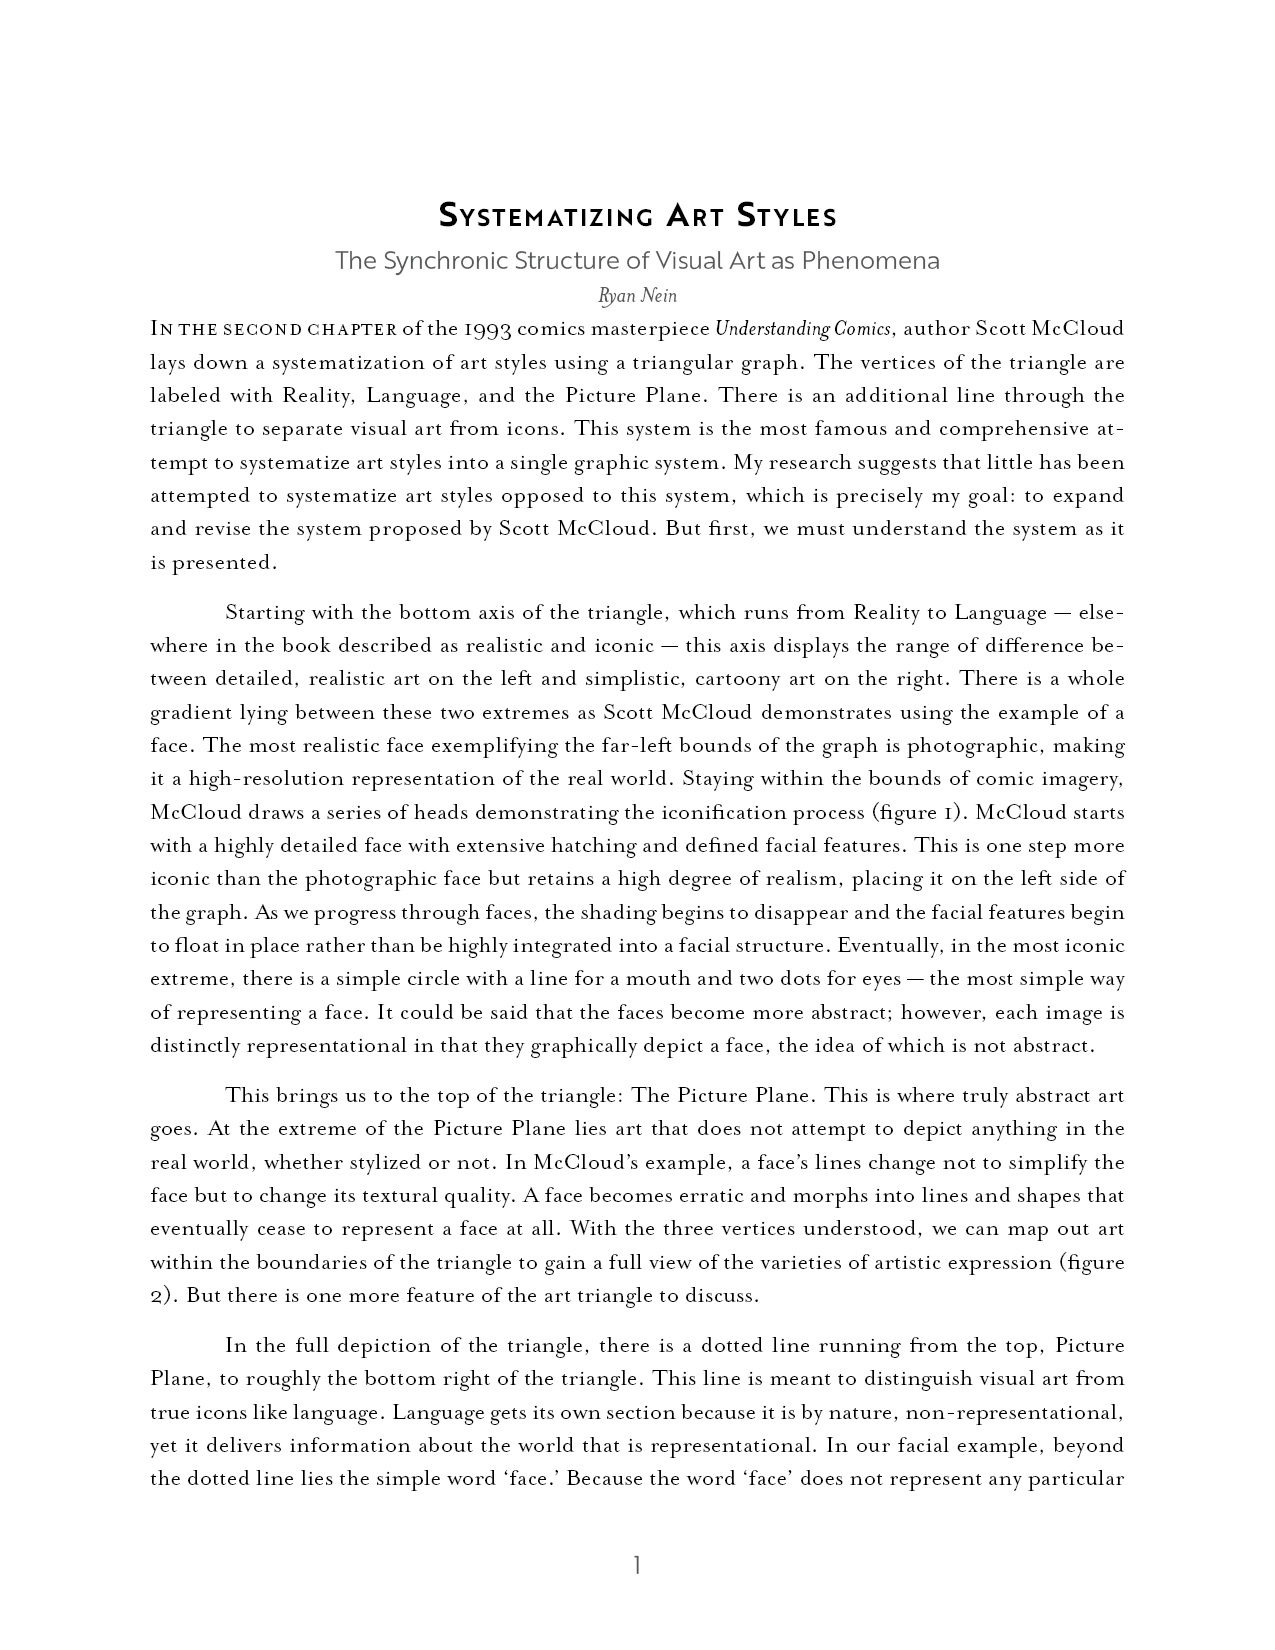 Systematizing Art Styles
The Synchronic Structure of Visual Art as Phenomena
Ryan Nein
In the second chapter of the 1993 comics masterpiece Understanding Comics, author Scott McCloud
lays down a systematization of art styles using a triangular graph. The vertices of the triangle are
labeled with Reality, Language, and the Picture Plane. There is an additional line through the
triangle to separate visual art from icons. This system is the most famous and comprehensive at-
tempt to systematize art styles into a single graphic system. My research suggests that little has been
attempted to systematize art styles opposed to this system, which is precisely my goal: to expand
and revise the system proposed by Scott McCloud. But first, we must understand the system as it
is presented.
Starting with the bottom axis of the triangle, which runs from Reality to Language — else-
where in the book described as realistic and iconic — this axis displays the range of difference be-
tween detailed, realistic art on the left and simplistic, cartoony art on the right. There is a whole
gradient lying between these two extremes as Scott McCloud demonstrates using the example of a
face. The most realistic face exemplifying the far-left bounds of the graph is photographic, making
it a high-resolution representation of the real world. Staying within the bounds of comic imagery,
McCloud draws a series of heads demonstrating the iconification process (figure 1). McCloud starts
with a highly detailed face with extensive hatching and defined facial features. This is one step more
iconic than the photographic face but retains a high degree of realism, placing it on the left side of
the graph. As we progress through faces, the shading begins to disappear and the facial features begin
to float in place rather than be highly integrated into a facial structure. Eventually, in the most iconic
extreme, there is a simple circle with a line for a mouth and two dots for eyes — the most simple way
of representing a face. It could be said that the faces become more abstract; however, each image is
distinctly representational in that they graphically depict a face, the idea of which is not abstract.
This brings us to the top of the triangle: The Picture Plane. This is where truly abstract art
goes. At the extreme of the Picture Plane lies art that does not attempt to depict anything in the
real world, whether stylized or not. In McCloud’s example, a face’s lines change not to simplify the
face but to change its textural quality. A face becomes erratic and morphs into lines and shapes that
eventually cease to represent a face at all. With the three vertices understood, we can map out art
within the boundaries of the triangle to gain a full view of the varieties of artistic expression (figure
2). But there is one more feature of the art triangle to discuss.
In the full depiction of the triangle, there is a dotted line running from the top, Picture
Plane, to roughly the bottom right of the triangle. This line is meant to distinguish visual art from
true icons like language. Language gets its own section because it is by nature, non-representational,
yet it delivers information about the world that is representational. In our facial example, beyond
the dotted line lies the simple word ‘face.’ Because the word ‘face’ does not represent any particular
1